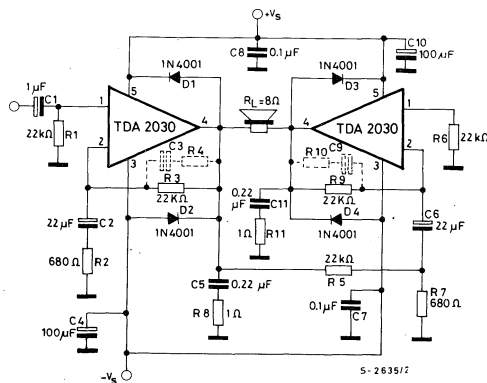 +Vs
C10
100µF
C8
0.1µF
1N4001
D1
1N4001
D3
1µF
C1
1
5
TDA 2030
4
RL=8Ω
4
5
TDA 2030
1
22kΩ
R1
2
3
C3
R4
R10
C9
3
2
R6
22kΩ
R3
22KΩ
0.22
µF
C11
R9
22KΩ
22µF
C2
D2
1N4001
1Ω
R11
D4
1N4001
C6
22µF
680Ω
R2
22kΩ
R5
C5
0.22 µF
R7
680Ω
C4
100µF
R8
1Ω
0.1µF
C7
-Vs
S-2635/2